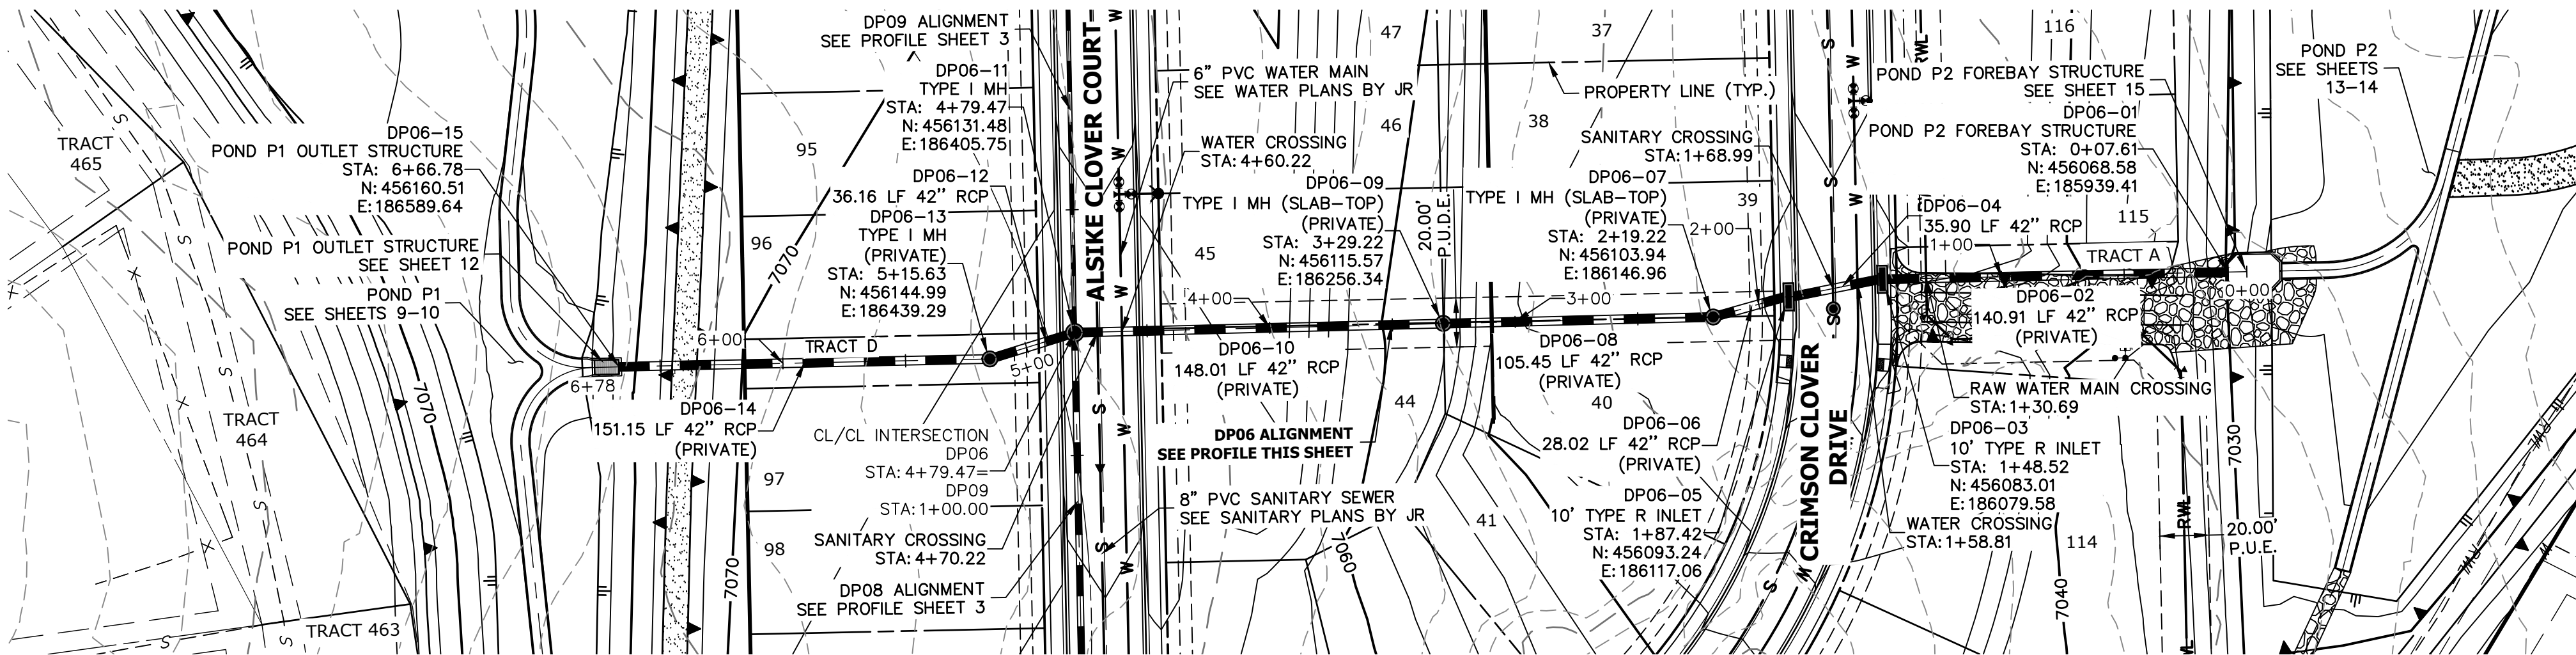 DP09 ALIGNMENT
SEE PROFILE SHEET 3
DP06-11
TYPE I MH
STA: 4+79.47
N: 456131.48
E: 186405.75
DP06-12
36.16 LF 42" RCP
DP06-13
TYPE I MH
(PRIVATE)
STA: 5+15.63
N: 456144.99
E: 186439.29
TRACT
465
DP06-15
POND P1 OUTLET STRUCTURE
STA: 6+66.78
N: 456160.51
E: 186589.64
POND P1 OUTLET STRUCTURE
SEE SHEET 12
POND P1
SEE SHEETS 9-10
6+78
7070
TRACT
464
TRACT 463
95
96
7070
6+00
TRACT D
5+00
DP06-14
151.15 LF 42" RCP
(PRIVATE)
97
98
7070
CL/CL INTERSECTION
DP06
STA: 4+79.47=
DP09
STA: 1+00.00
SANITARY CROSSING
STA: 4+70.22
DP08 ALIGNMENT
SEE PROFILE SHEET 3
ALSIKE CLOVER COURT
W
W
W
W
W
W
S
S
6" PVC WATER MAIN
SEE WATER PLANS BY JR
WATER CROSSING
STA: 4+60.22
47
46
45
44
DP06-09
TYPE I MH (SLAB-TOP)
(PRIVATE)
STA: 3+29.22
N: 456115.57
E: 186256.34
20.00'
P.U.D.E.
4+00
3+00
DP06-10
148.01 LF 42" RCP
(PRIVATE)
DP06 ALIGNMENT
SEE PROFILE THIS SHEET
8" PVC SANITARY SEWER
SEE SANITARY PLANS BY JR
7060
41
37
PROPERTY LINE (TYP.)
38
SANITARY CROSSING
STA: 1+68.99
DP06-07
TYPE I MH (SLAB-TOP)
(PRIVATE)
STA: 2+19.22
N: 456103.94
E: 186146.96
39
2+00
DP06-08
105.45 LF 42" RCP
(PRIVATE)
40
DP06-06
28.02 LF 42" RCP
(PRIVATE)
DP06-05
10' TYPE R INLET
STA: 1+87.42
N: 456093.24
E: 186117.06
CRIMSON CLOVER
DRIVE
S
S
S
S
W
W
W
RWL
116
POND P2 FOREBAY STRUCTURE
SEE SHEET 15
DP06-01
POND P2 FOREBAY STRUCTURE
STA: 0+07.61
N: 456068.58
E: 185939.41
POND P2
SEE SHEETS
13-14
DP06-04
35.90 LF 42" RCP
115
1+00
TRACT A
0+00
DP06-02
140.91 LF 42" RCP
(PRIVATE)
RAW WATER MAIN CROSSING
STA: 1+30.69
DP06-03
10' TYPE R INLET
STA: 1+48.52
N: 456083.01
E: 186079.58
WATER CROSSING
STA: 1+58.81
114
7040
7030
RWL
20.00'
P.U.E.
RWL
RWL
S
S
S
S
S
S